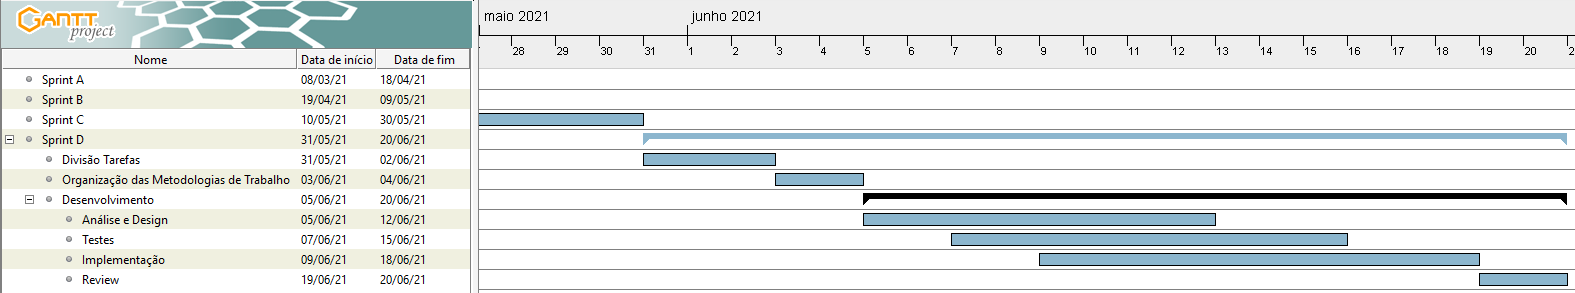 GANTT project
maio 2021 junho 2021
28 29 30 31 1 2 3 4 5 6 7 8 9 10 11 12 13 14 15 16 17 18 19 20
Nome Data de início Data de fim
Sprint A 08/03/21 18/04/21
Sprint B 19/04/21 09/05/21
Sprint C 10/05/21 30/05/21
Sprint D 31/05/21 20/06/21
Divisão Tarefas 31/05/21 02/06/21
Organização das Metodologias de Trabalho 03/06/21 04/06/21
Desenvolvimento 05/06/21 20/06/21
Análise e Design 05/06/21 12/06/21
Testes 07/06/21 15/06/21
Implementação 09/06/21 18/06/21
Review 19/06/21 20/06/21